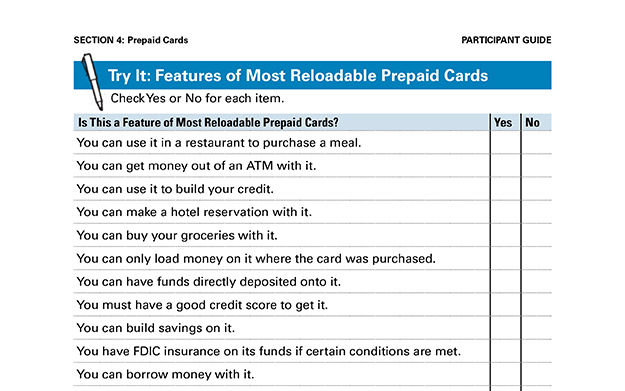 SECTION 4: Prepaid Cards PARTICIPANT GUIDE
Try It: Features of Most Reloadable Prepaid Cards
Check Yes or No for each item.
Is This a Feature of Most Reloadable Prepaid Cards? Yes No
You can use it in a restaurant to purchase a meal.
You can get money out of an ATM with it.
You can use it to build your credit.
You can make a hotel reservation with it.
You can buy your groceries with it.
You can only load money on it where the card was purchased.
You can have funds directly deposited onto it.
You must have a good credit score to get it.
You can build savings on it.
You have FDIC insurance on its funds if certain conditions are met.
You can borrow money with it.